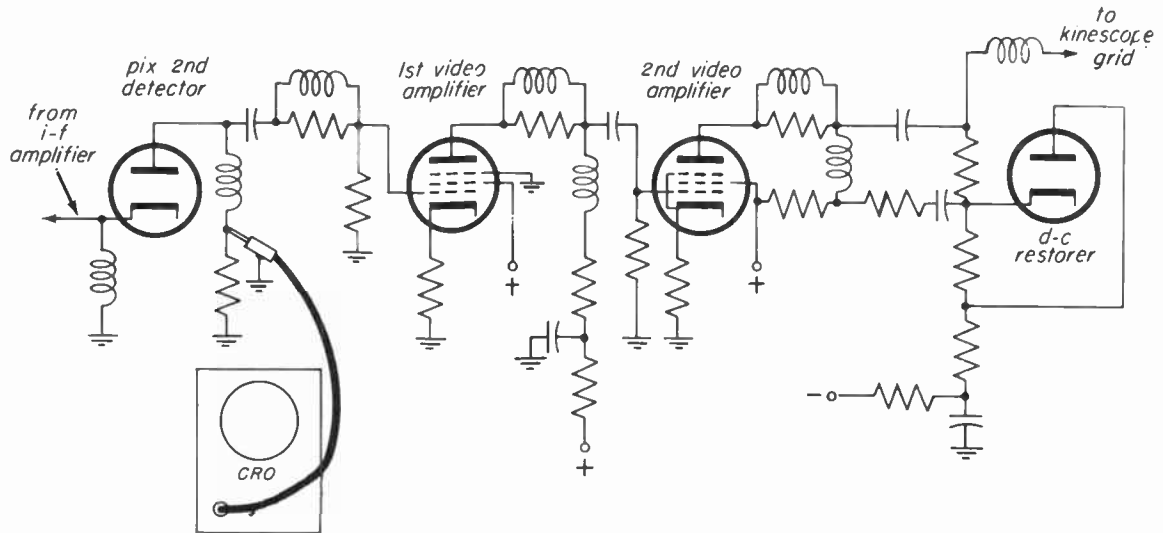 from
i-f
amplifier
pix 2nd
detector
1st video
amplifier
2nd video
amplifier
to
kinescope
grid
d-c
restorer
+
+
+
-
CRO